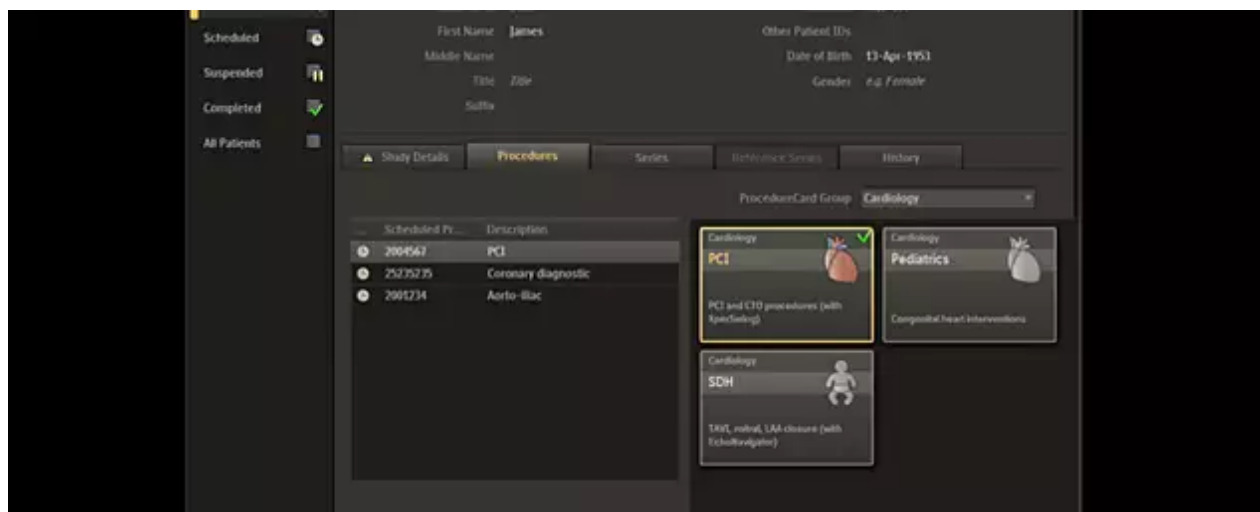 Scheduled
Suspended
Completed
All Patients
First Name James
Middle Name
Title Title
Suffix
Other Patient IDs
Date of Birth 13-Apr-1953
Gender e.g. Female
Study Details Procedures Series Reference Series History
ProcedureCard Group Cardiology
... Scheduled Pr... Description
2004567 PCI
25235235 Coronary diagnostic
2001234 Aorto-iliac
Cardiology
PCI
PCI and CTO procedures (with
XperSwing)
Cardiology
Pediatrics
Congenital heart interventions
Cardiology
SDH
TAVI, mitral, LAA closure (with
EchoNavigator)